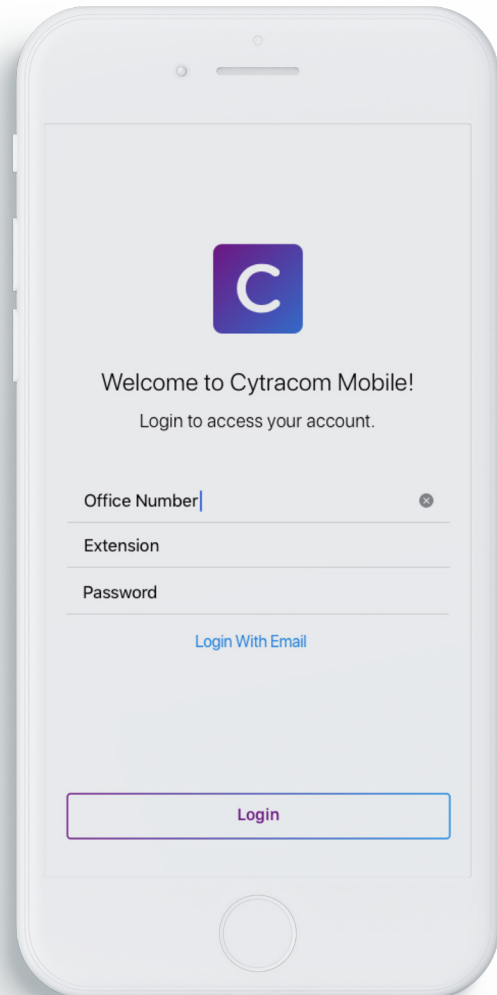 C
Welcome to Cytracom Mobile!
Login to access your account.
Office Number
Extension
Password
Login With Email
Login